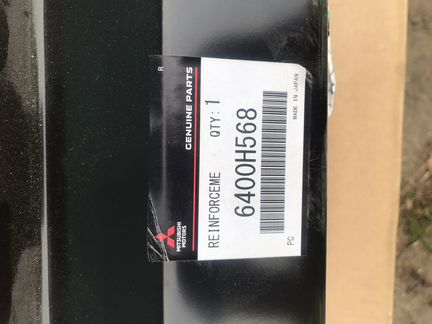 R
GENUINE PARTS
MITSUBISHI
MOTORS
REINFORCEME QTY: 1
6400H568
MADE IN JAPAN
PC